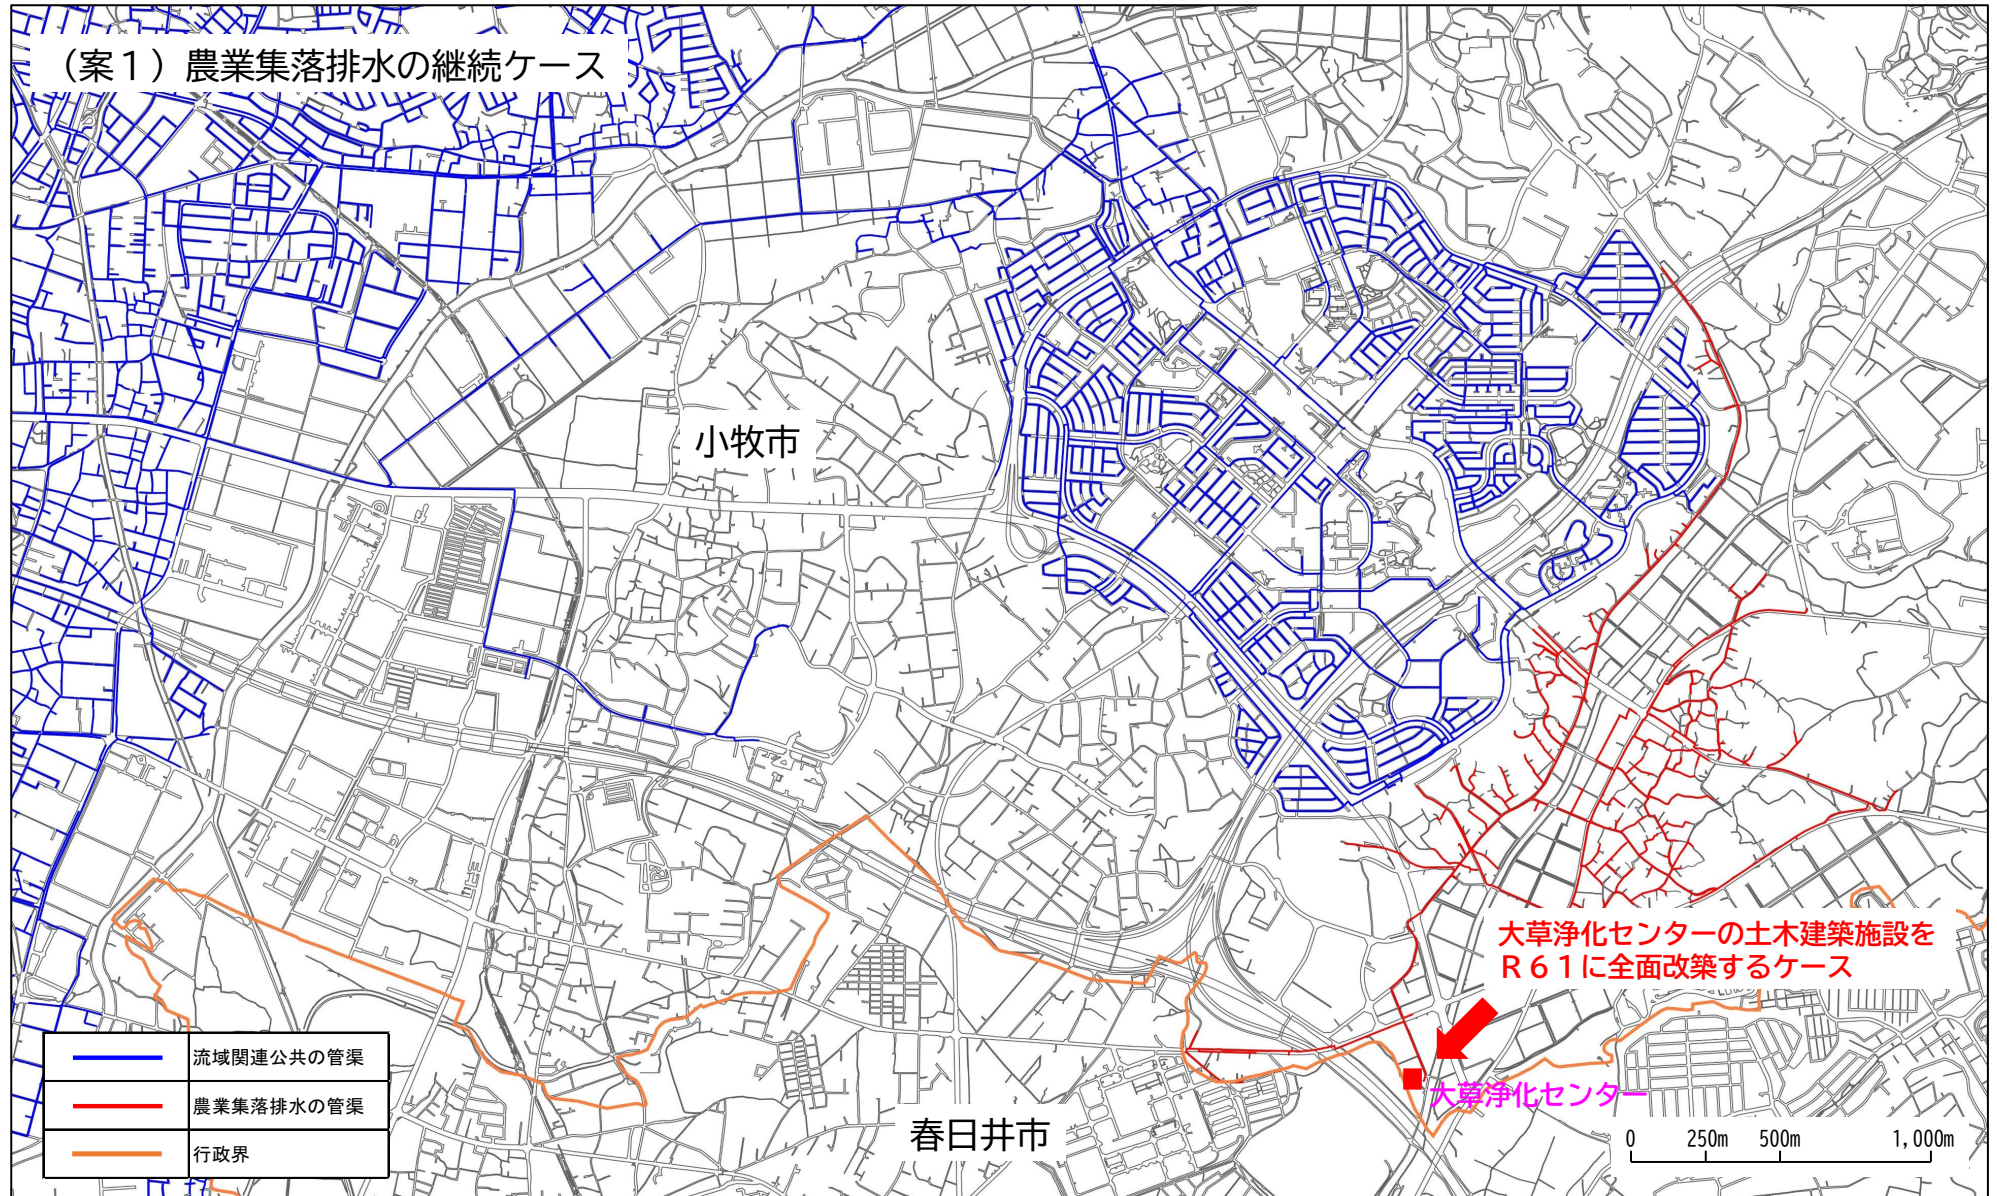 （案１）農業集落排水の継続ケース
小牧市
大草浄化センターの土木建築施設を
Ｒ６１に全面改築するケース
大草浄化センター
春日井市
流域関連公共の管渠
農業集落排水の管渠
行政界
0 250m 500m 1,000m